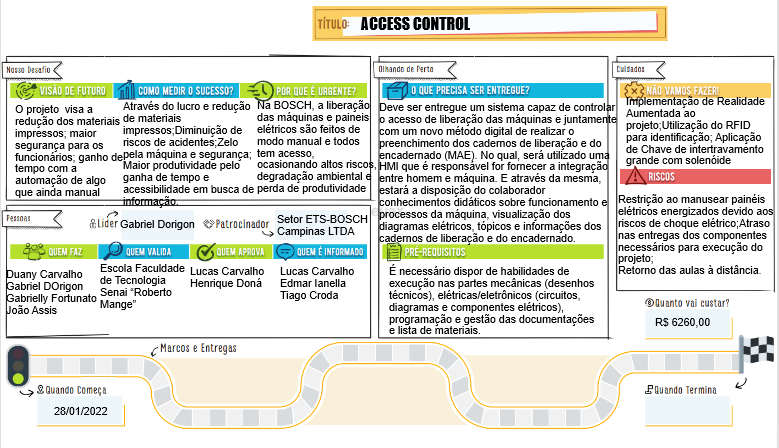 TÍTULO: ACCESS CONTROL
Nosso Desafio
VISÃO DE FUTURO
O projeto visa a
redução dos materiais
impressos; maior
segurança para os
funcionários; ganho de
tempo com a
automação de algo
que ainda manual
COMO MEDIR O SUCESSO?
Através do lucro e redução
de materiais
impressos;Diminuição de
riscos de acidentes;Zelo
pela máquina e segurança;
Maior produtividade pelo
ganha de tempo e
acessibilidade em busca de
informação.
POR QUE É URGENTE?
Na BOSCH, a liberação
das máquinas e paineis
elétricos são feitos de
modo manual e todos
tem acesso,
ocasionando altos riscos,
degradação ambiental e
perda de produtividade
Olhando de Perto
O QUE PRECISA SER ENTREGUE?
Deve ser entregue um sistema capaz de controlar
o acesso de liberação das máquinas e juntamente
com um novo método digital de realizar o
preenchimento dos cadernos de liberação e do
encadernado (MAE). No qual, será utilizado uma
HMI que é responsável for fornecer a integração
entre homem e máquina. E através da mesma,
estará a disposição do colaborador
conhecimentos didáticos sobre funcionamento e
processos da máquina, visualização dos
diagramas elétricos, tópicos e informações dos
cadernos de liberação e do encadernado.
PRÉ-REQUISITOS
É necessário dispor de habilidades de
execução nas partes mecânicas (desenhos
técnicos), elétricas/eletrônicos (circuitos,
diagramas e componentes elétricos),
programação e gestão das documentações
e lista de materiais.
Cuidados
NÃO VAMOS FAZER!
Implementação de Realidade
Aumentada ao
projeto;Utilização do RFID
para identificação; Aplicação
de Chave de intertravamento
grande com solenóide
RISCOS
Restrição ao manusear painéis
elétricos energizados devido aos
riscos de choque elétrico;Atraso
nas entregas dos componentes
necessários para execução do
projeto;
Retorno das aulas à distância.
Pessoas
Líder
Gabriel Dorigon
Patrocinador
Setor ETS-BOSCH
Campinas LTDA
QUEM FAZ
Duany Carvalho
Gabriel DOrigon
Gabrielly Fortunato
João Assis
QUEM VALIDA
Escola Faculdade
de Tecnologia
Senai “Roberto
Mange”
QUEM APROVA
Lucas Carvalho
Henrique Doná
QUEM É INFORMADO
Lucas Carvalho
Edmar Ianella
Tiago Croda
Quanto vai custar?
R$ 6260,00
Marcos e Entregas
Quando Começa
28/01/2022
Quando Termina